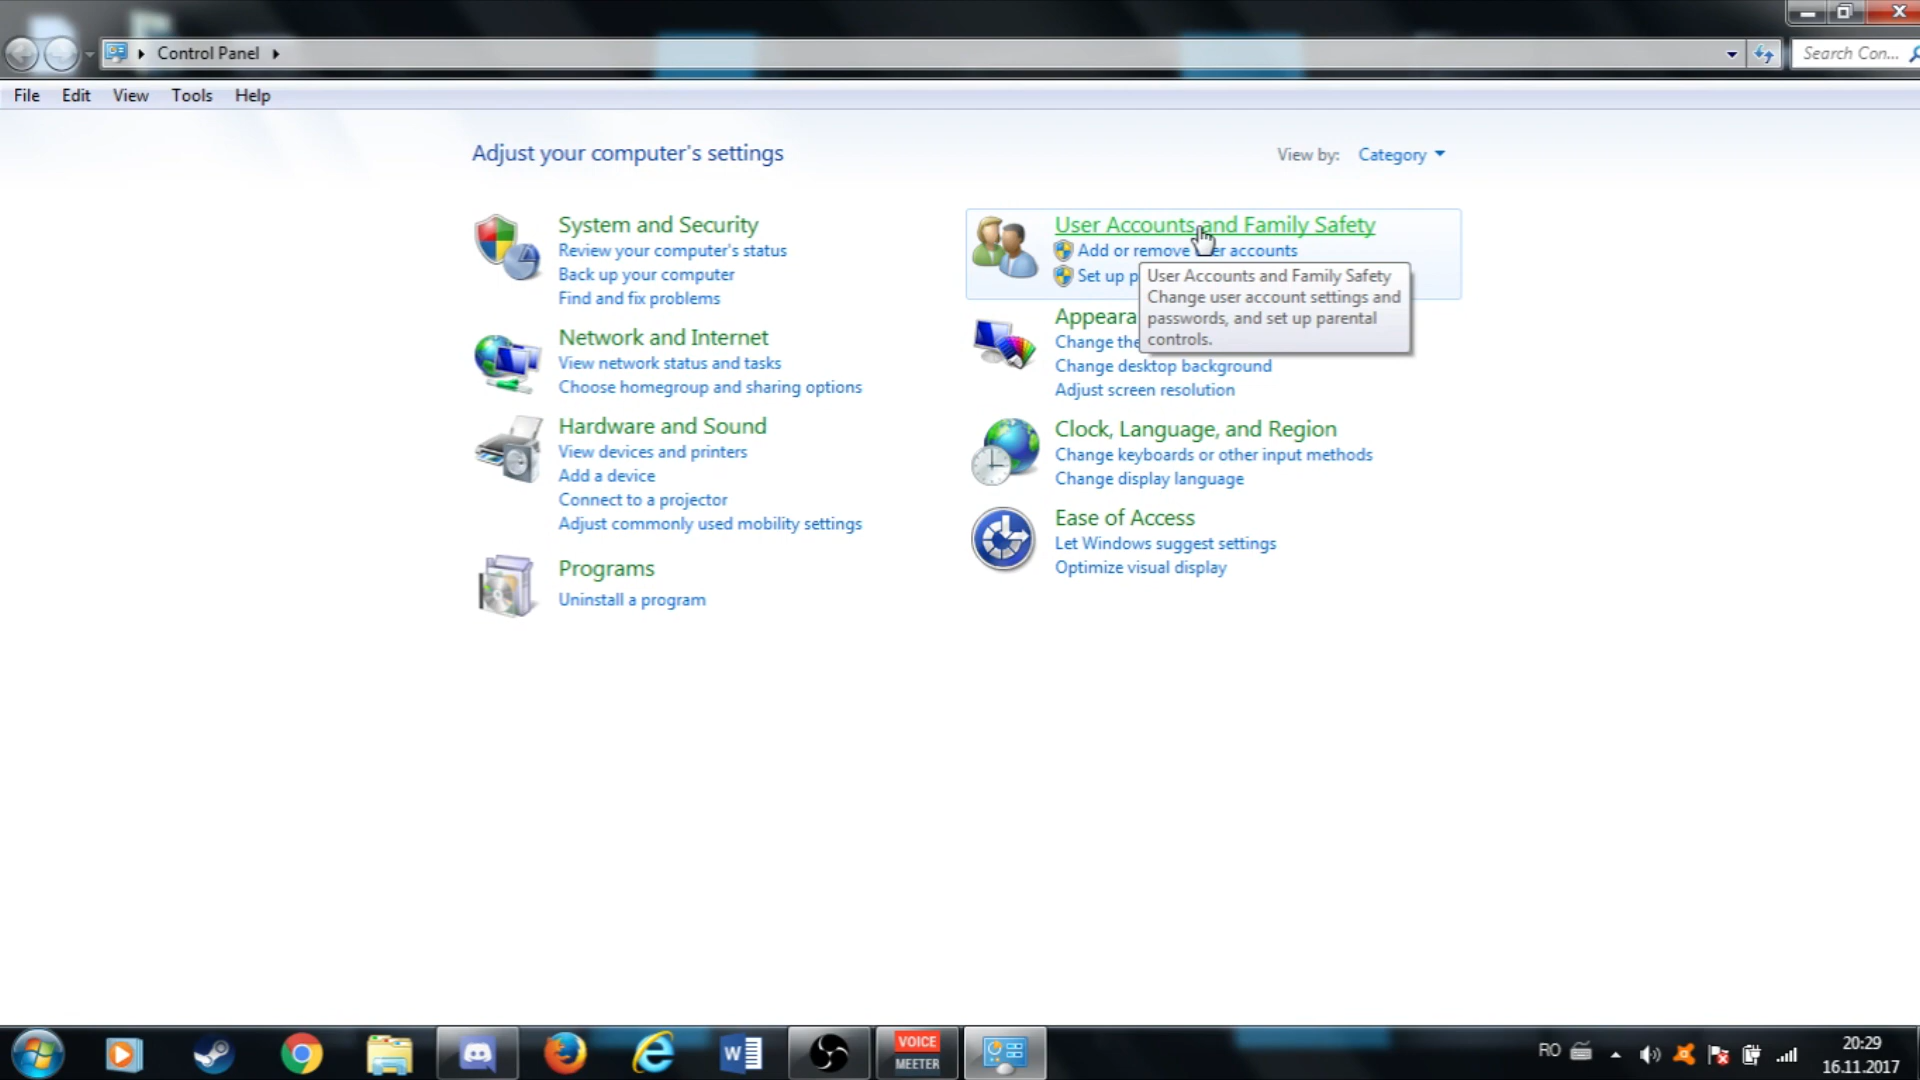 Control Panel
Search Con...
File Edit View Tools Help
Adjust your computer's settings
View by: Category
System and Security
Review your computer's status
Back up your computer
Find and fix problems
Network and Internet
View network status and tasks
Choose homegroup and sharing options
Hardware and Sound
View devices and printers
Add a device
Connect to a projector
Adjust commonly used mobility settings
Programs
Uninstall a program
User Accounts and Family Safety
Add or remove user accounts
Set up
User Accounts and Family Safety
Change user account settings and
passwords, and set up parental
controls.
Change the
Change desktop background
Adjust screen resolution
Clock, Language, and Region
Change keyboards or other input methods
Change display language
Ease of Access
Let Windows suggest settings
Optimize visual display
W
VOICE
MEETER
RO
20:29
16.11.2017